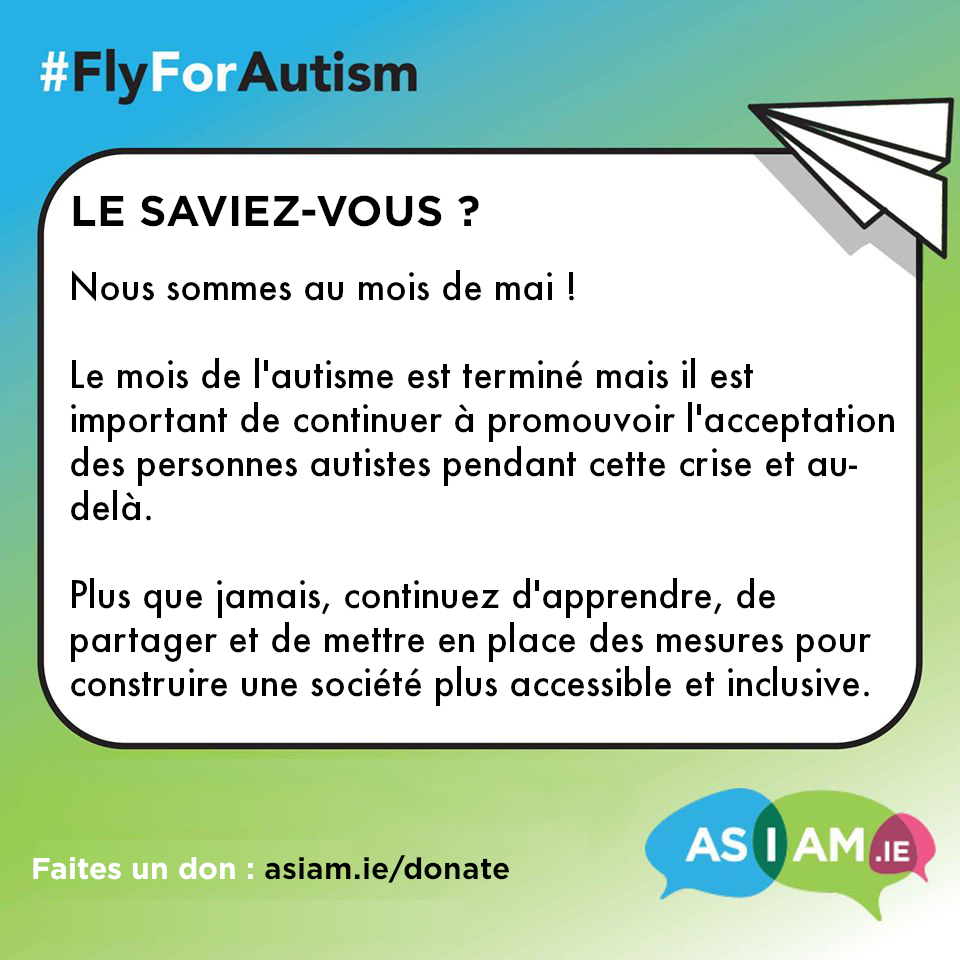 #FlyForAutism
LE SAVIEZ-VOUS ?
Nous sommes au mois de mai !
Le mois de l'autisme est terminé mais il est
important de continuer à promouvoir l'acceptation
des personnes autistes pendant cette crise et au-
delà.
Plus que jamais, continuez d'apprendre, de
partager et de mettre en place des mesures pour
construire une société plus accessible et inclusive.
Faites un don : asiam.ie/donate
AS I AM.IE